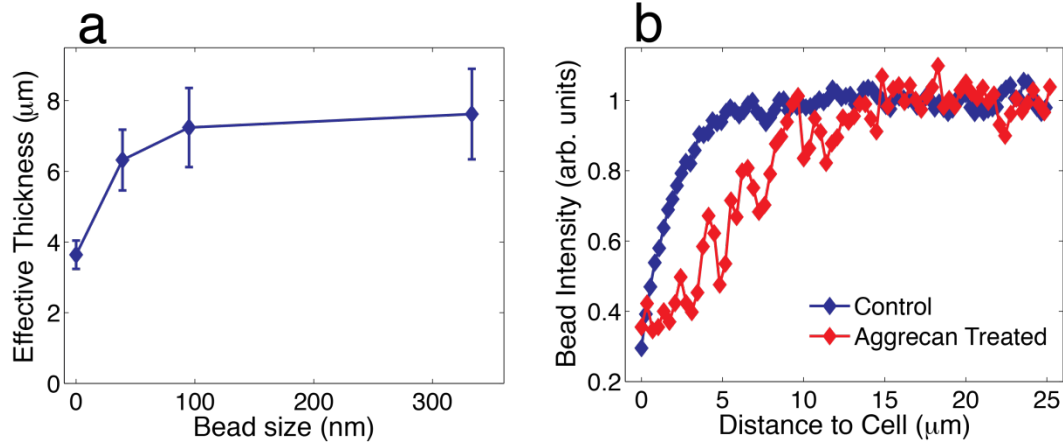 a
Effective Thickness (μm)
8
6
4
2
0
0
100
200
300
Bead size (nm)
b
Bead Intensity (arb. units)
1
0.8
0.6
0.4
0.2
Control
Aggrecan Treated
0
5
10
15
20
25
Distance to Cell (μm)